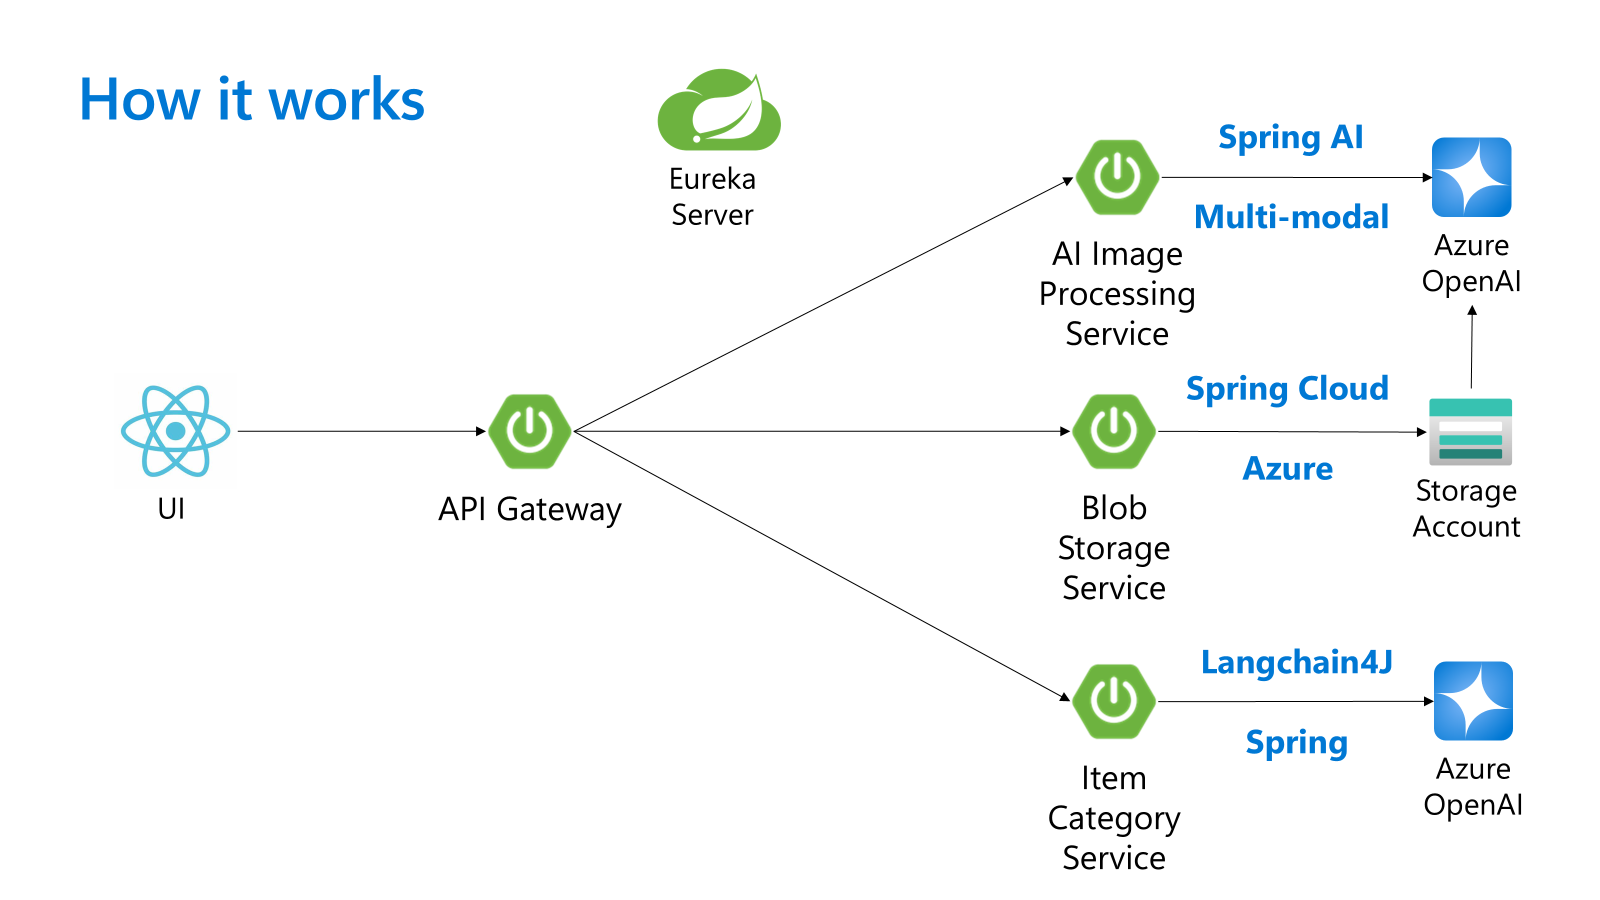 How it works
Eureka
Server
Spring AI
Multi-modal
AI Image
Processing
Service
Azure
OpenAI
UI
API Gateway
Spring Cloud
Azure
Blob
Storage
Service
Storage
Account
Langchain4J
Spring
Item
Category
Service
Azure
OpenAI